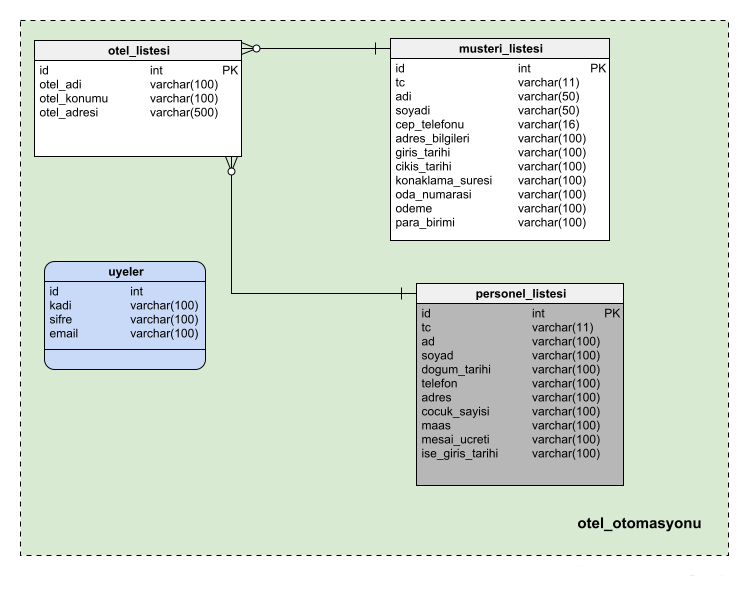 otel_listesi
id int PK
otel_adi varchar(100)
otel_konumu varchar(100)
otel_adresi varchar(500)
musteri_listesi
id int PK
tc varchar(11)
adi varchar(50)
soyadi varchar(50)
cep_telefonu varchar(16)
adres_bilgileri varchar(100)
giris_tarihi varchar(100)
cikis_tarihi varchar(100)
konaklama_suresi varchar(100)
oda_numarasi varchar(100)
odeme varchar(100)
para_birimi varchar(100)
uyeler
id int
kadi varchar(100)
sifre varchar(100)
email varchar(100)
personel_listesi
id int PK
tc varchar(11)
ad varchar(100)
soyad varchar(100)
dogum_tarihi varchar(100)
telefon varchar(100)
adres varchar(100)
cocuk_sayisi varchar(100)
maas varchar(100)
mesai_ucreti varchar(100)
ise_giris_tarihi varchar(100)
otel_otomasyonu